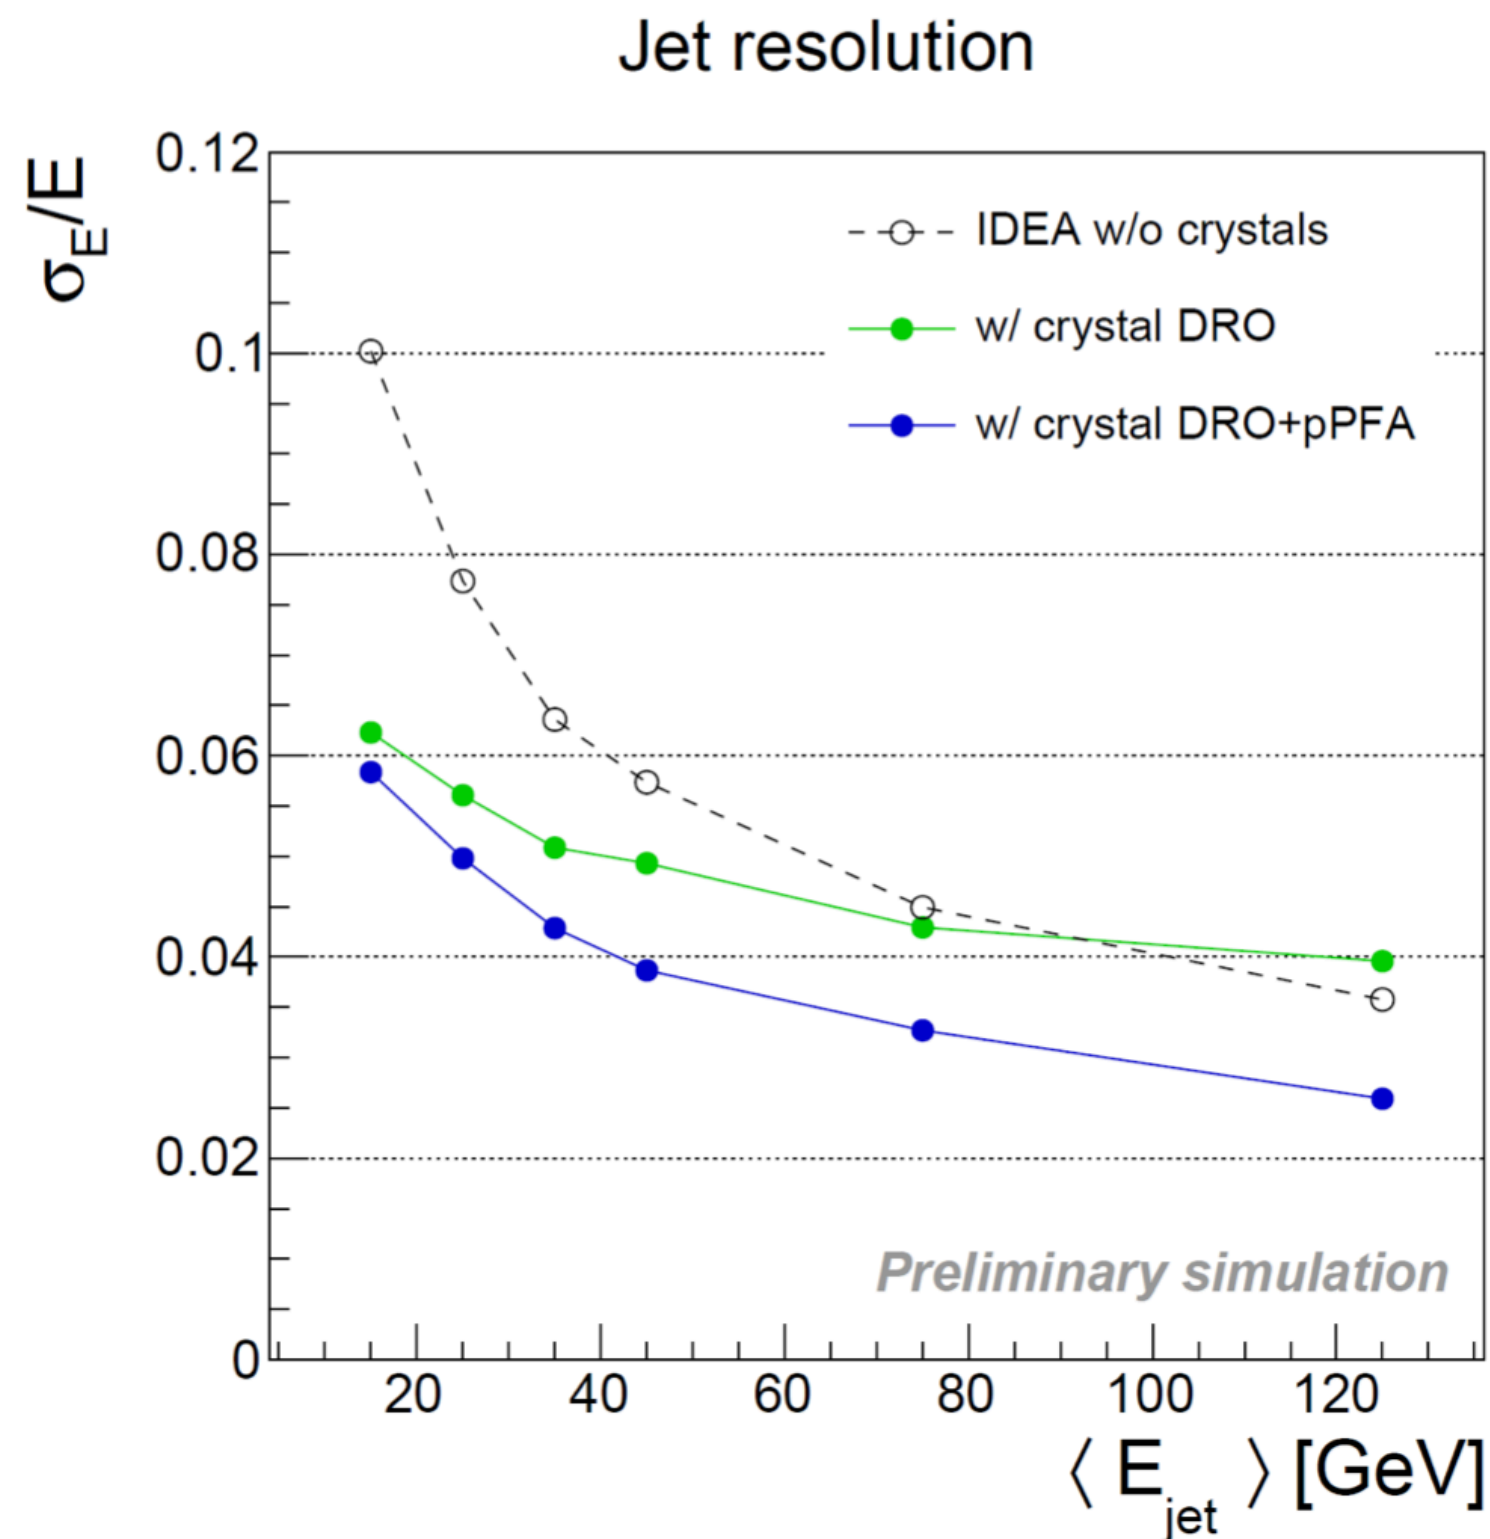 Jet resolution
σE/E
0.12
0.1
0.08
0.06
0.04
0.02
0
IDEA w/o crystals
w/ crystal DRO
w/ crystal DRO+pPFA
Preliminary simulation
20 40 60 80 100 120
⟨ Ejet ⟩ [GeV]